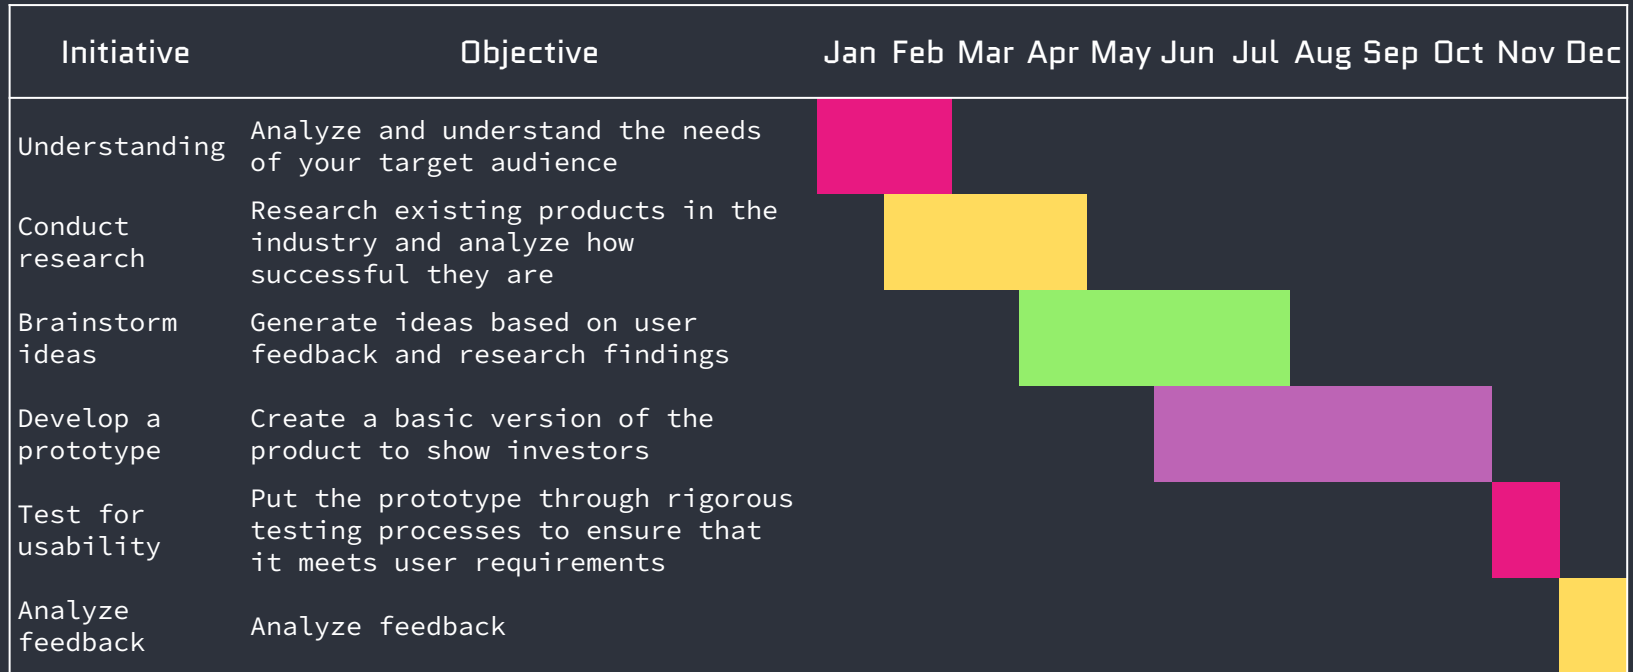 Initiative Objective Jan Feb Mar Apr May Jun Jul Aug Sep Oct Nov Dec
Understanding
Analyze and understand the needs
of your target audience
Conduct
research
Research existing products in the
industry and analyze how
successful they are
Brainstorm
ideas
Generate ideas based on user
feedback and research findings
Develop a
prototype
Create a basic version of the
product to show investors
Test for
usability
Put the prototype through rigorous
testing processes to ensure that
it meets user requirements
Analyze
feedback
Analyze feedback